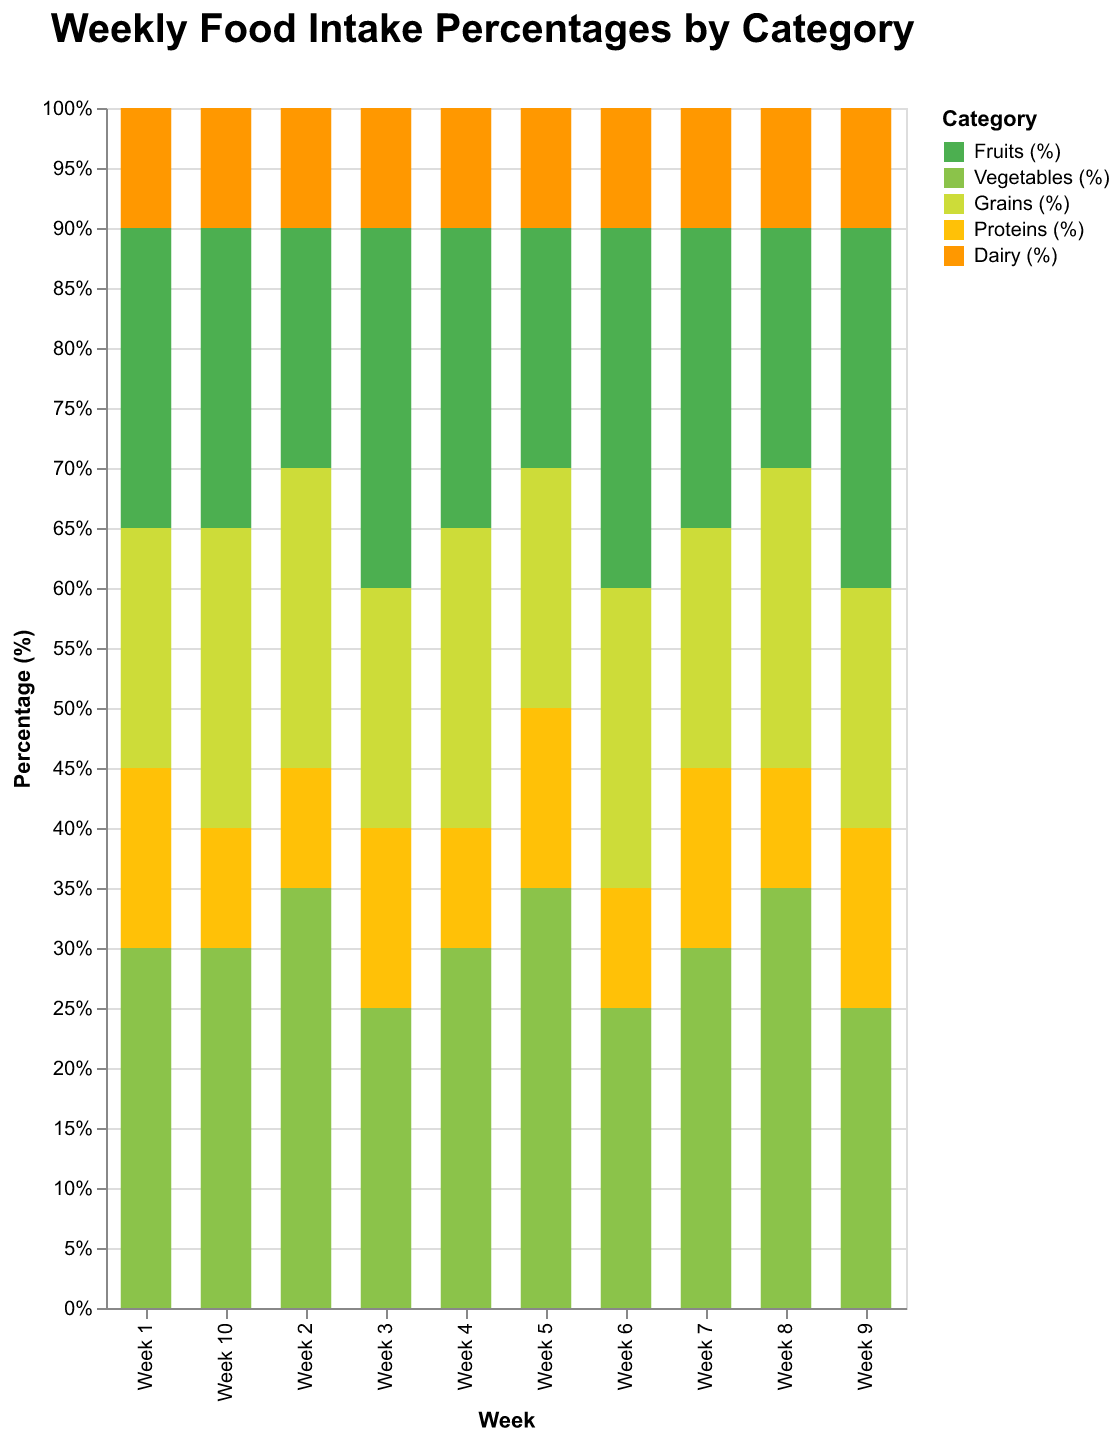 Weekly Food Intake Percentages by Category
100%
95%
90%
85%
80%
75%
70%
65%
60%
55%
50%
45%
40%
35%
30%
25%
20%
15%
10%
5%
0%
Percentage (%)
Week 1
Week 10
Week 2
Week 3
Week 4
Week 5
Week 6
Week 7
Week 8
Week 9
Week
Category
Fruits (%)
Vegetables (%)
Grains (%)
Proteins (%)
Dairy (%)